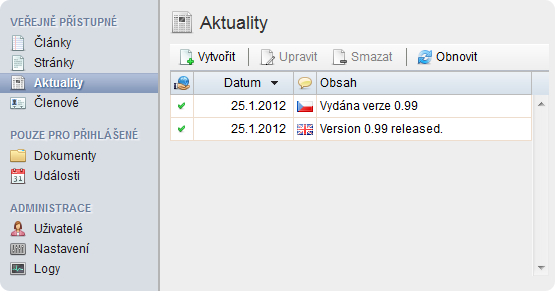 VEŘEJNĚ PŘÍSTUPNÉ
Články
Stránky
Aktuality
Členové
POUZE PRO PŘIHLÁŠENÉ
Dokumenty
31
Události
ADMINISTRACE
Uživatelé
Nastavení
Logy
Aktuality
Vytvořit Upravit Smazat Obnovit
Datum Obsah
25.1.2012 Vydána verze 0.99
25.1.2012 Version 0.99 released.